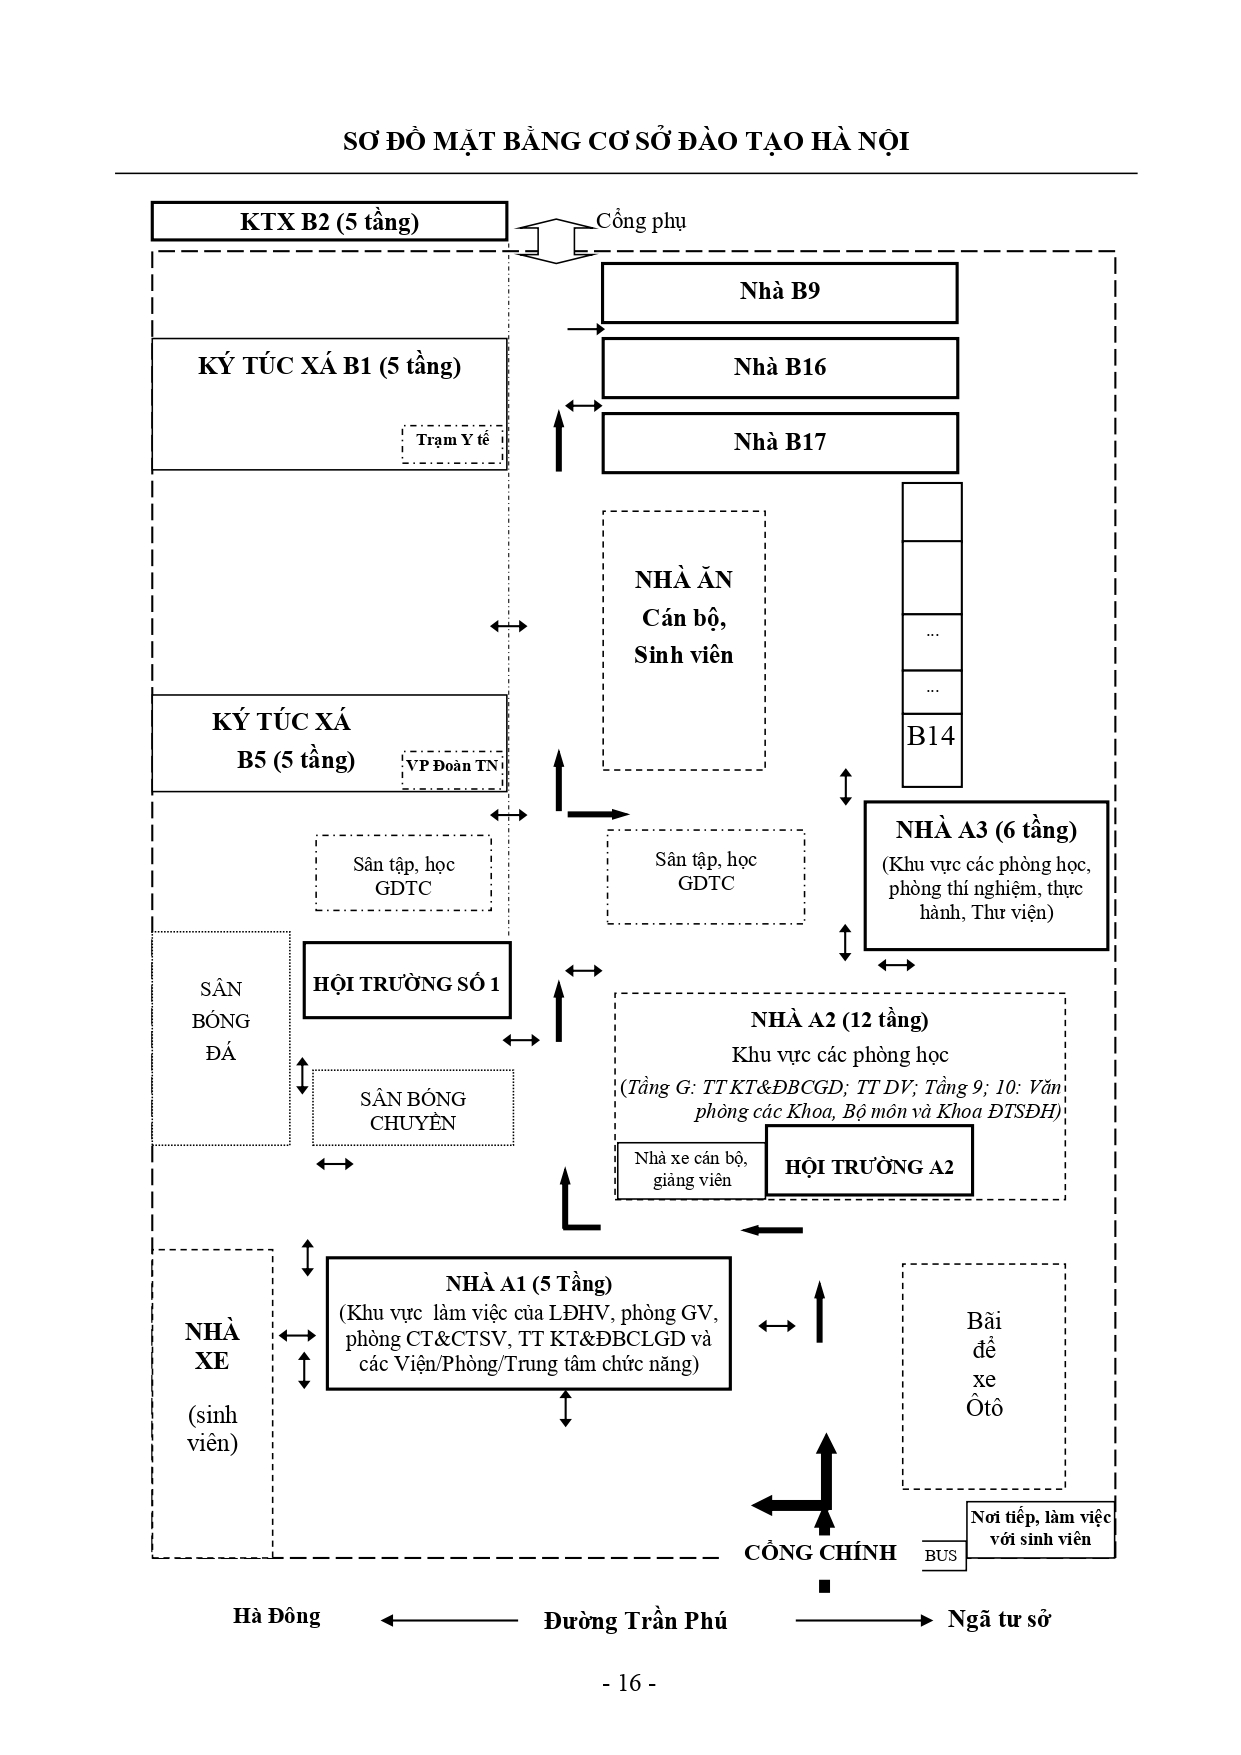 SƠ ĐỒ MẶT BẰNG CƠ SỞ ĐÀO TẠO HÀ NỘI
KTX B2 (5 tầng)
Cổng phụ
Nhà B9
KÝ TÚC XÁ B1 (5 tầng)
Nhà B16
Trạm Y tế
Nhà B17
NHÀ ĂN
Cán bộ,
Sinh viên
...
...
B14
KÝ TÚC XÁ
B5 (5 tầng)
VP Đoàn TN
Sân tập, học
GDTC
Sân tập, học
GDTC
NHÀ A3 (6 tầng)
(Khu vực các phòng học,
phòng thí nghiệm, thực
hành, Thư viện)
SÂN
BÓNG
ĐÁ
HỘI TRƯỜNG SỐ 1
SÂN BÓNG
CHUYỀN
NHÀ A2 (12 tầng)
Khu vực các phòng học
(Tầng G: TT KT&ĐBCGD; TT DV; Tầng 9; 10: Văn
phòng các Khoa, Bộ môn và Khoa ĐTSĐH)
Nhà xe cán bộ,
giảng viên
HỘI TRƯỜNG A2
NHÀ
XE
(sinh
viên)
NHÀ A1 (5 Tầng)
(Khu vực làm việc của LĐHV, phòng GV,
phòng CT&CTSV, TT KT&ĐBCLGD và
các Viện/Phòng/Trung tâm chức năng)
Bãi
để
xe
Ôtô
Nơi tiếp, làm việc
với sinh viên
CỔNG CHÍNH
BUS
Hà Đông
Đường Trần Phú
Ngã tư sở
- 16 -